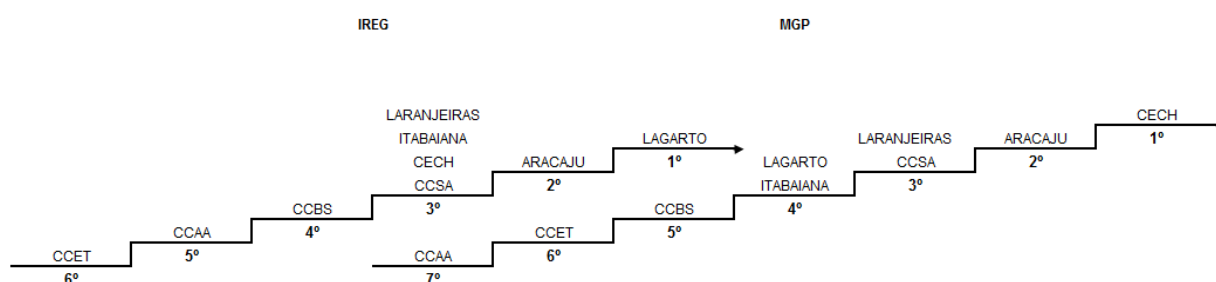 IREG
LARANJEIRAS
ITABAIANA
CECH
CCSA
3º
ARACAJU
2º
LAGARTO
1º
CCBS
4º
CCAA
5º
CCET
6º
MGP
CECH
1º
ARACAJU
2º
LARANJEIRAS
CCSA
3º
LAGARTO
ITABAIANA
4º
CCBS
5º
CCET
6º
CCAA
7º